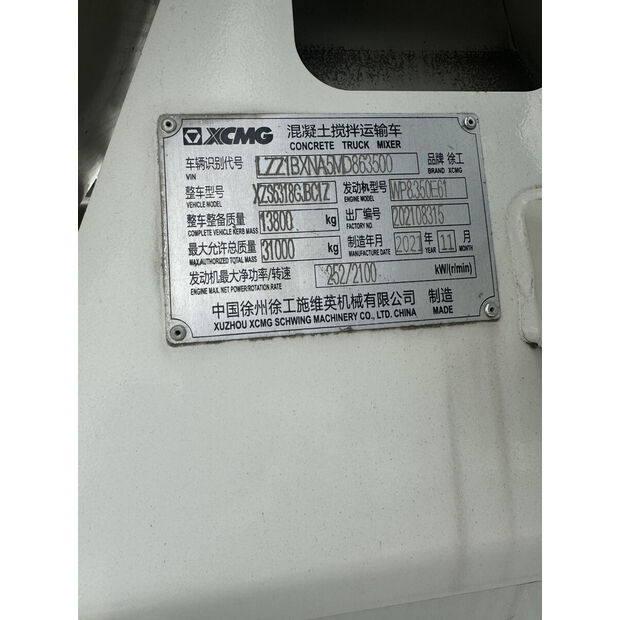 XCMG 混凝土搅拌运输车
CONCRETE TRUCK MIXER
车辆识别代号 LZZ1BXNA5MD863500 品牌 徐工
VIN BRAND XCMG
整车型号 XZS5318GJBC1Z 发动机型号 WP8.350E61
VEHICLE MODEL ENGINE MODEL
整车整备质量 13800 kg 出厂编号 202108315
COMPLETE VEHICLE KERB MASS FACTORY NO
最大允许总质量 31000 kg 制造年月 2021 年 11 月
MAX.AUTHORIZED TOTAL MASS MANUFACTURE DATE YEAR MONTH
发动机最大净功率/转速 252/2100 kW/(r/min)
ENGINE MAX. NET POWER/ROTATION RATE
中国徐州徐工施维英机械有限公司 制造
XUZHOU XCMG SCHWING MACHINERY CO., LTD. CHINA MADE